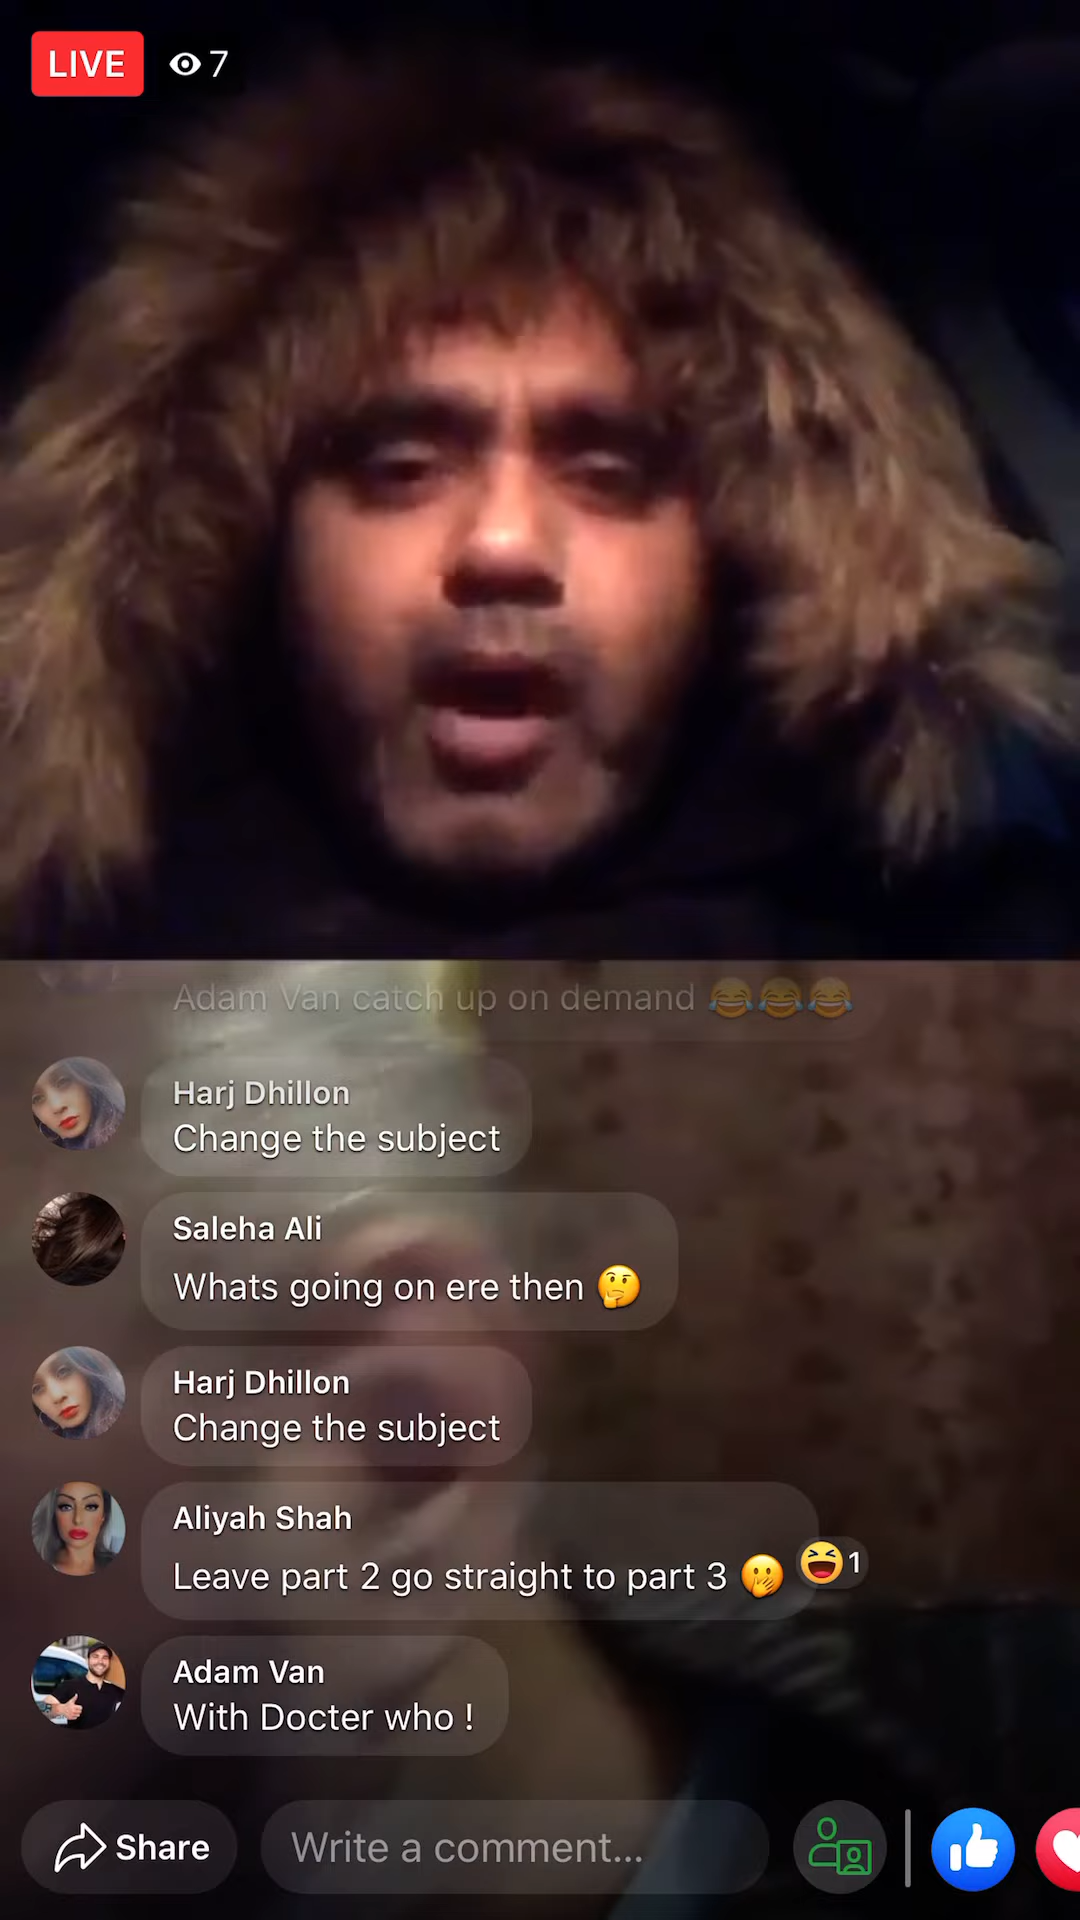 LIVE 7
Adam Van catch up on demand 😂😂😂
Harj Dhillon
Change the subject
Saleha Ali
Whats going on ere then 🤔
Harj Dhillon
Change the subject
Aliyah Shah
Leave part 2 go straight to part 3 🤭 😆 1
Adam Van
With Docter who !
Share Write a comment...